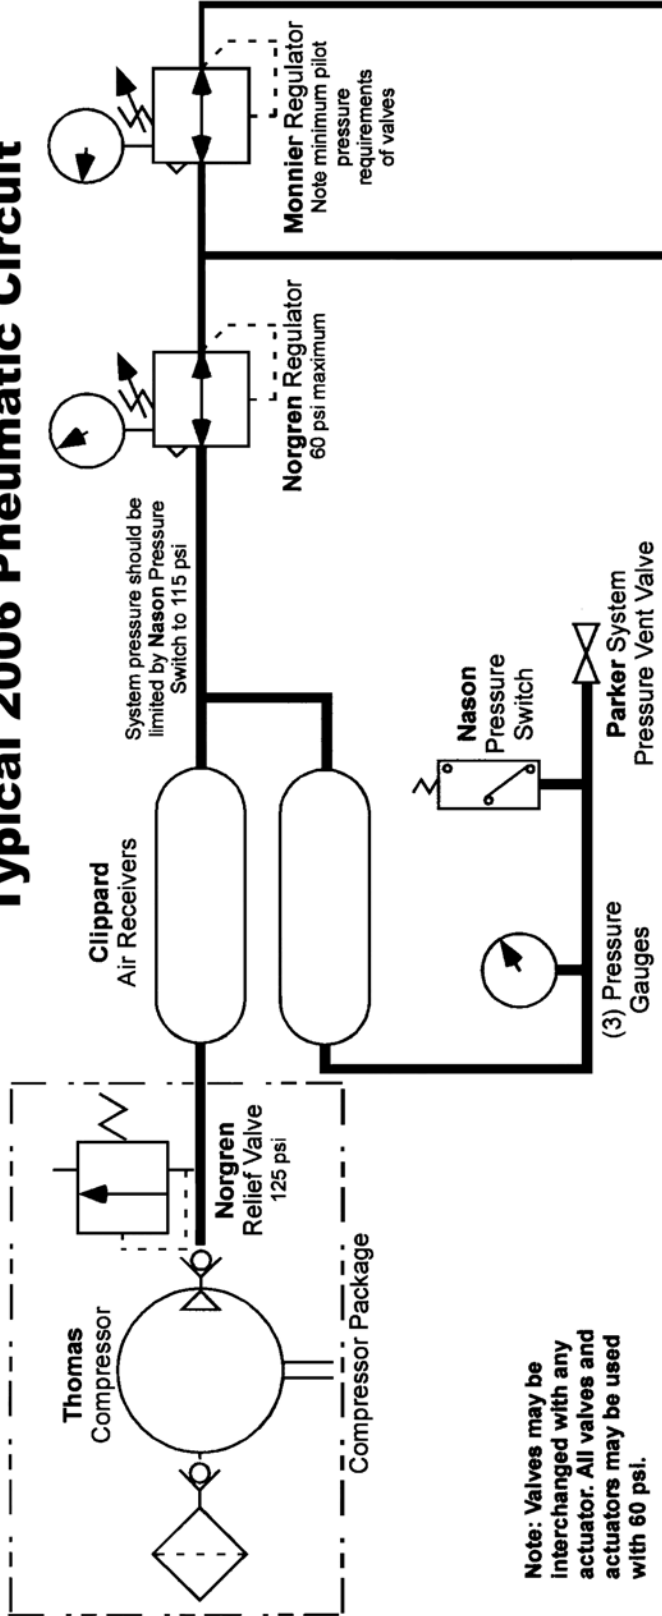 Typical 2006 Pneumatic Circuit
Thomas
Compressor
Norgren
Relief Valve
125 psi
Compressor Package
Clippard
Air Receivers
System pressure should be
limited by Nason Pressure
Switch to 115 psi
Norgren Regulator
60 psi maximum
Monnier Regulator
Note minimum pilot
pressure
requirements
of valves
(3) Pressure
Gauges
Nason
Pressure
Switch
Parker System
Pressure Vent Valve
Note: Valves may be
interchanged with any
actuator. All valves and
actuators may be used
with 60 psi.